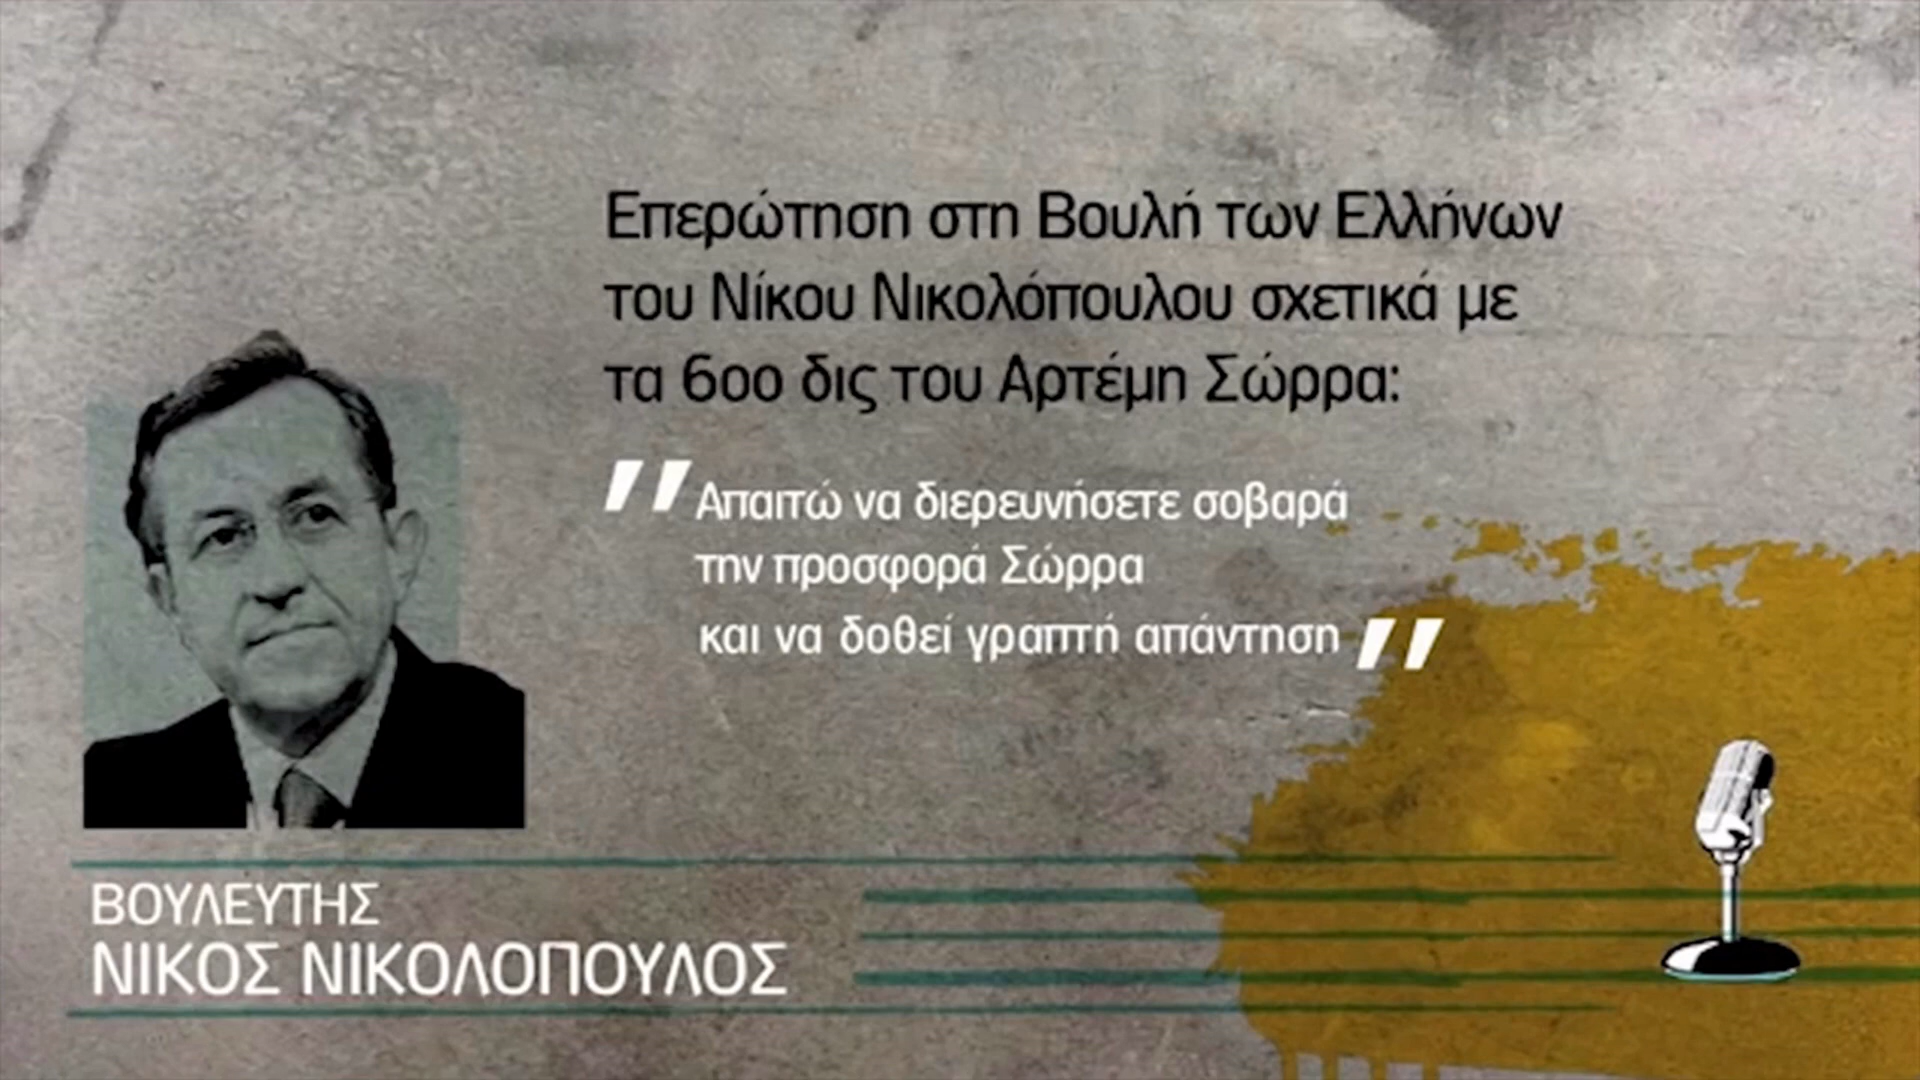 Επερώτηση στη Βουλή των Ελλήνων
του Νίκου Νικολόπουλου σχετικά με
τα 600 δις του Αρτέμη Σώρρα:
"Απαιτώ να διερευνήσετε σοβαρά
την προσφορά Σώρρα
και να δοθεί γραπτή απάντηση"
ΒΟΥΛΕΥΤΗΣ
ΝΙΚΟΣ ΝΙΚΟΛΟΠΟΥΛΟΣ